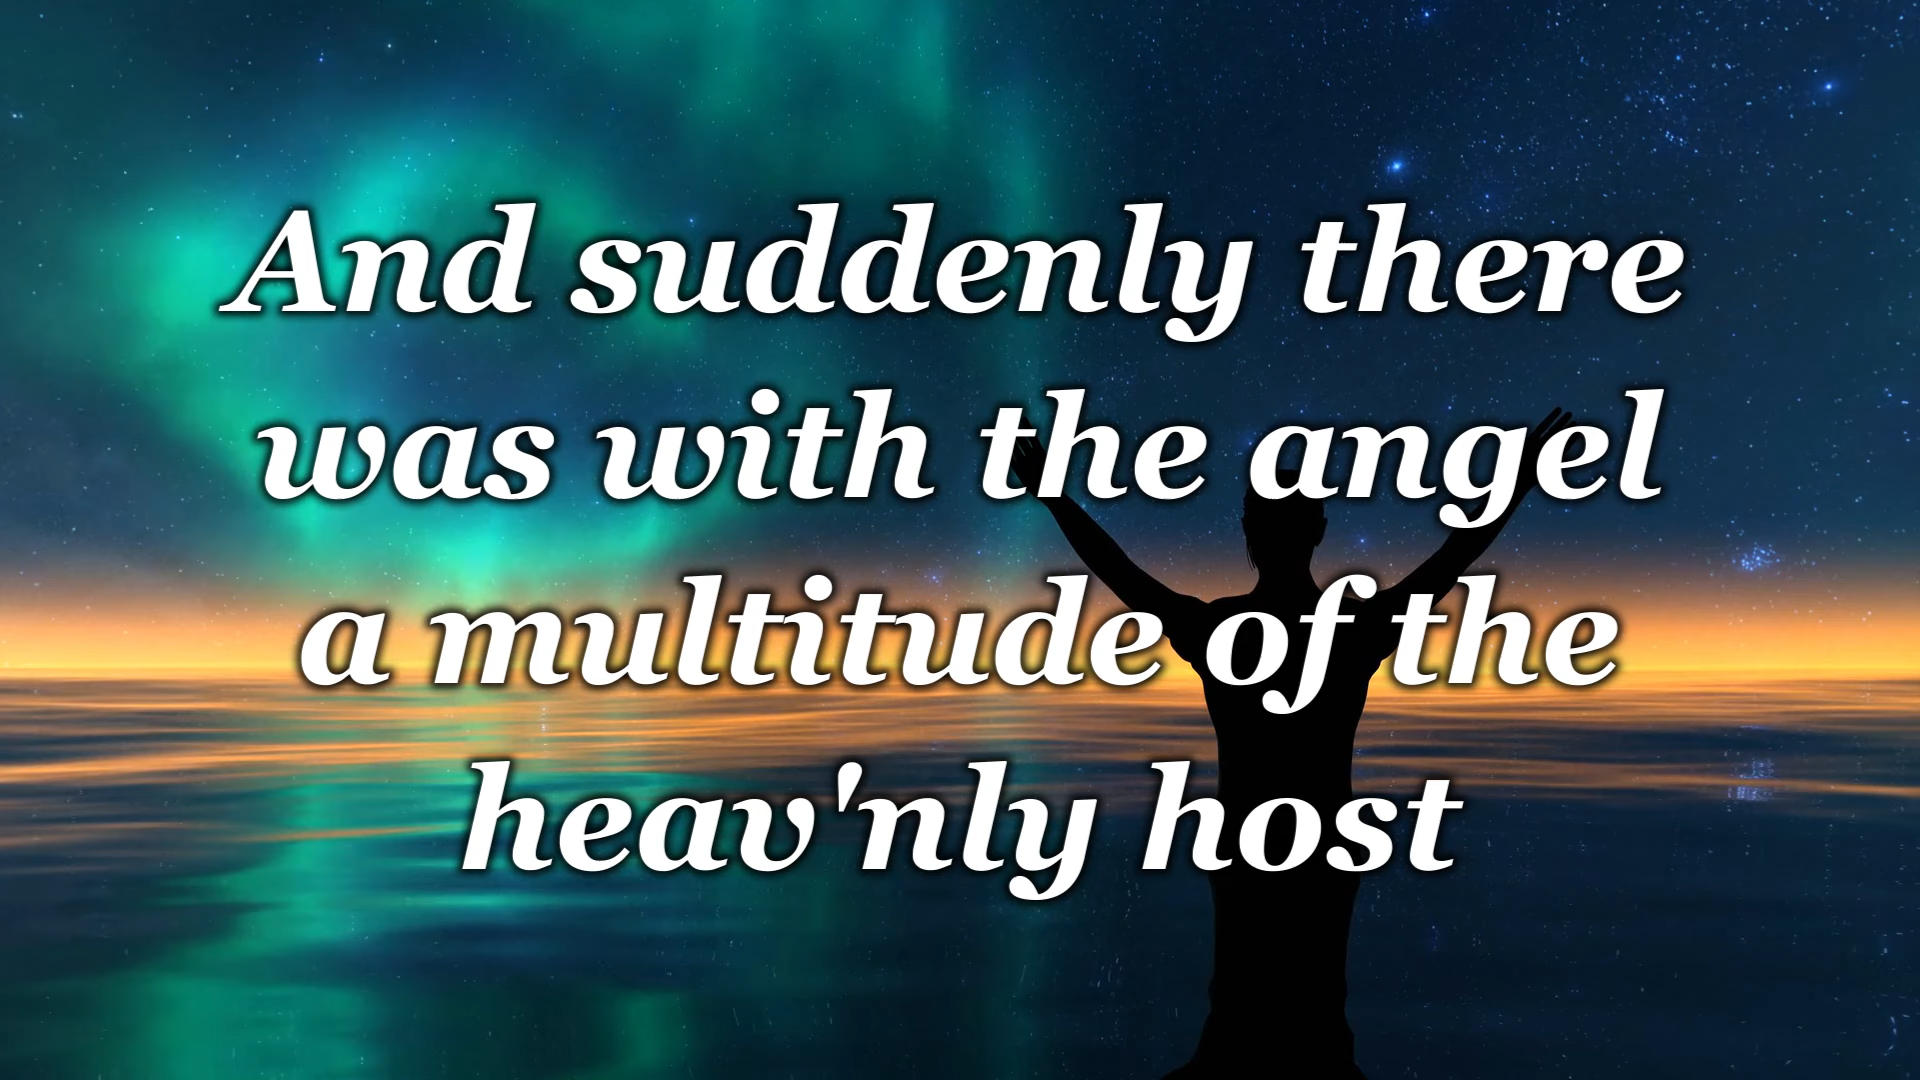 And suddenly there
was with the angel
a multitude of the
heav'nly host